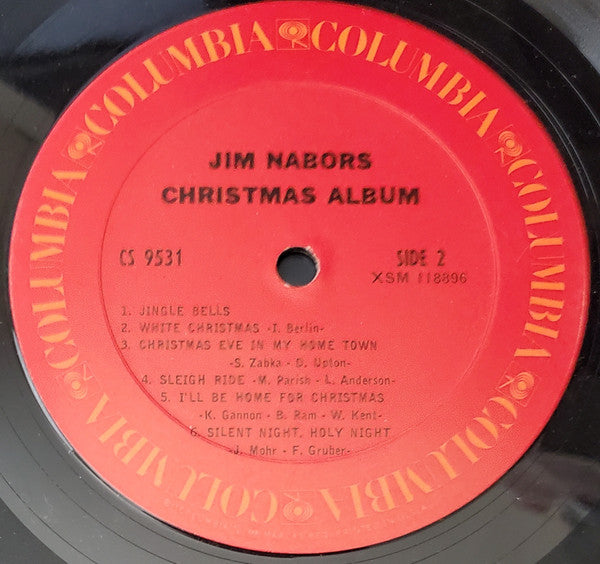 COLUMBIA COLUMBIA COLUMBIA COLUMBIA COLUMBIA COLUMBIA
JIM NABORS
CHRISTMAS ALBUM
CS 9531
SIDE 2
XSM 118896
1. JINGLE BELLS
2. WHITE CHRISTMAS -I. Berlin-
3. CHRISTMAS EVE IN MY HOME TOWN
-S. Zabka - D. Upton-
4. SLEIGH RIDE -M. Parish - L. Anderson-
5. I'LL BE HOME FOR CHRISTMAS
-K. Gannon - B. Ram - W. Kent-
6. SILENT NIGHT, HOLY NIGHT
-J. Mohr - F. Gruber-